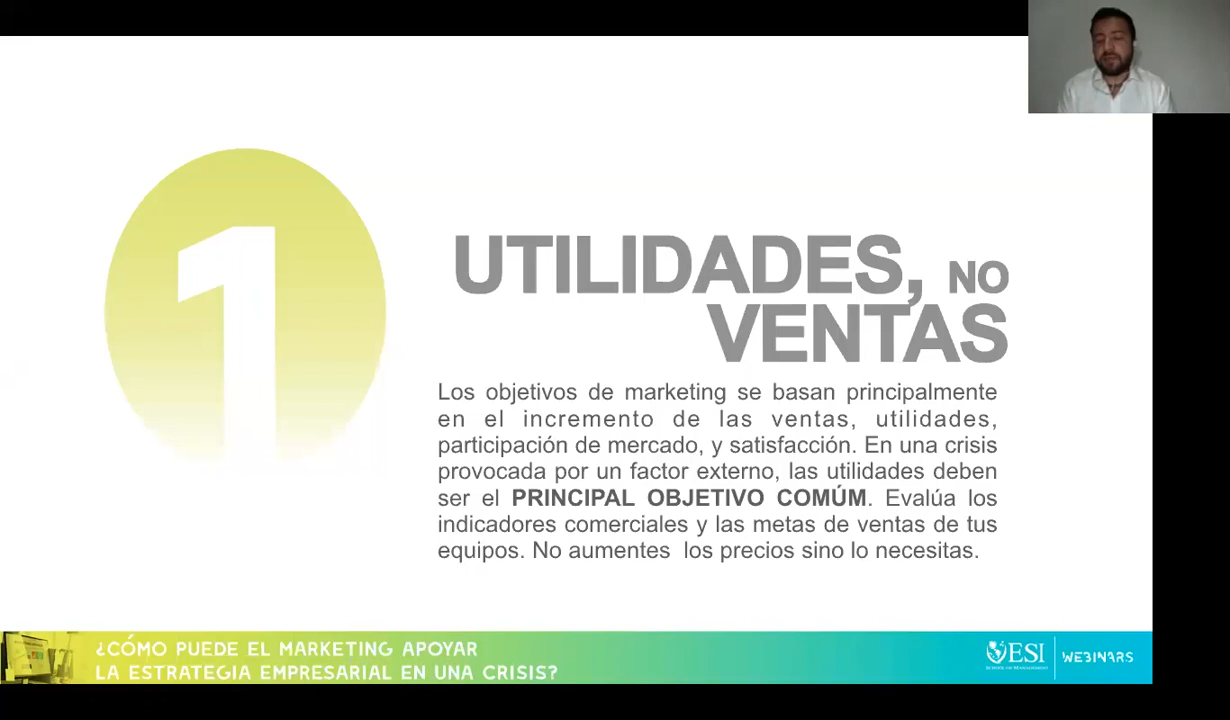 1
UTILIDADES, NO
VENTAS
Los objetivos de marketing se basan principalmente
en el incremento de las ventas, utilidades,
participación de mercado, y satisfacción. En una crisis
provocada por un factor externo, las utilidades deben
ser el PRINCIPAL OBJETIVO COMÚM. Evalúa los
indicadores comerciales y las metas de ventas de tus
equipos. No aumentes los precios sino lo necesitas.
¿CÓMO PUEDE EL MARKETING APOYAR
LA ESTRATEGIA EMPRESARIAL EN UNA CRISIS?
ESI
SCHOOL OF MANAGEMENT
WEBINARS